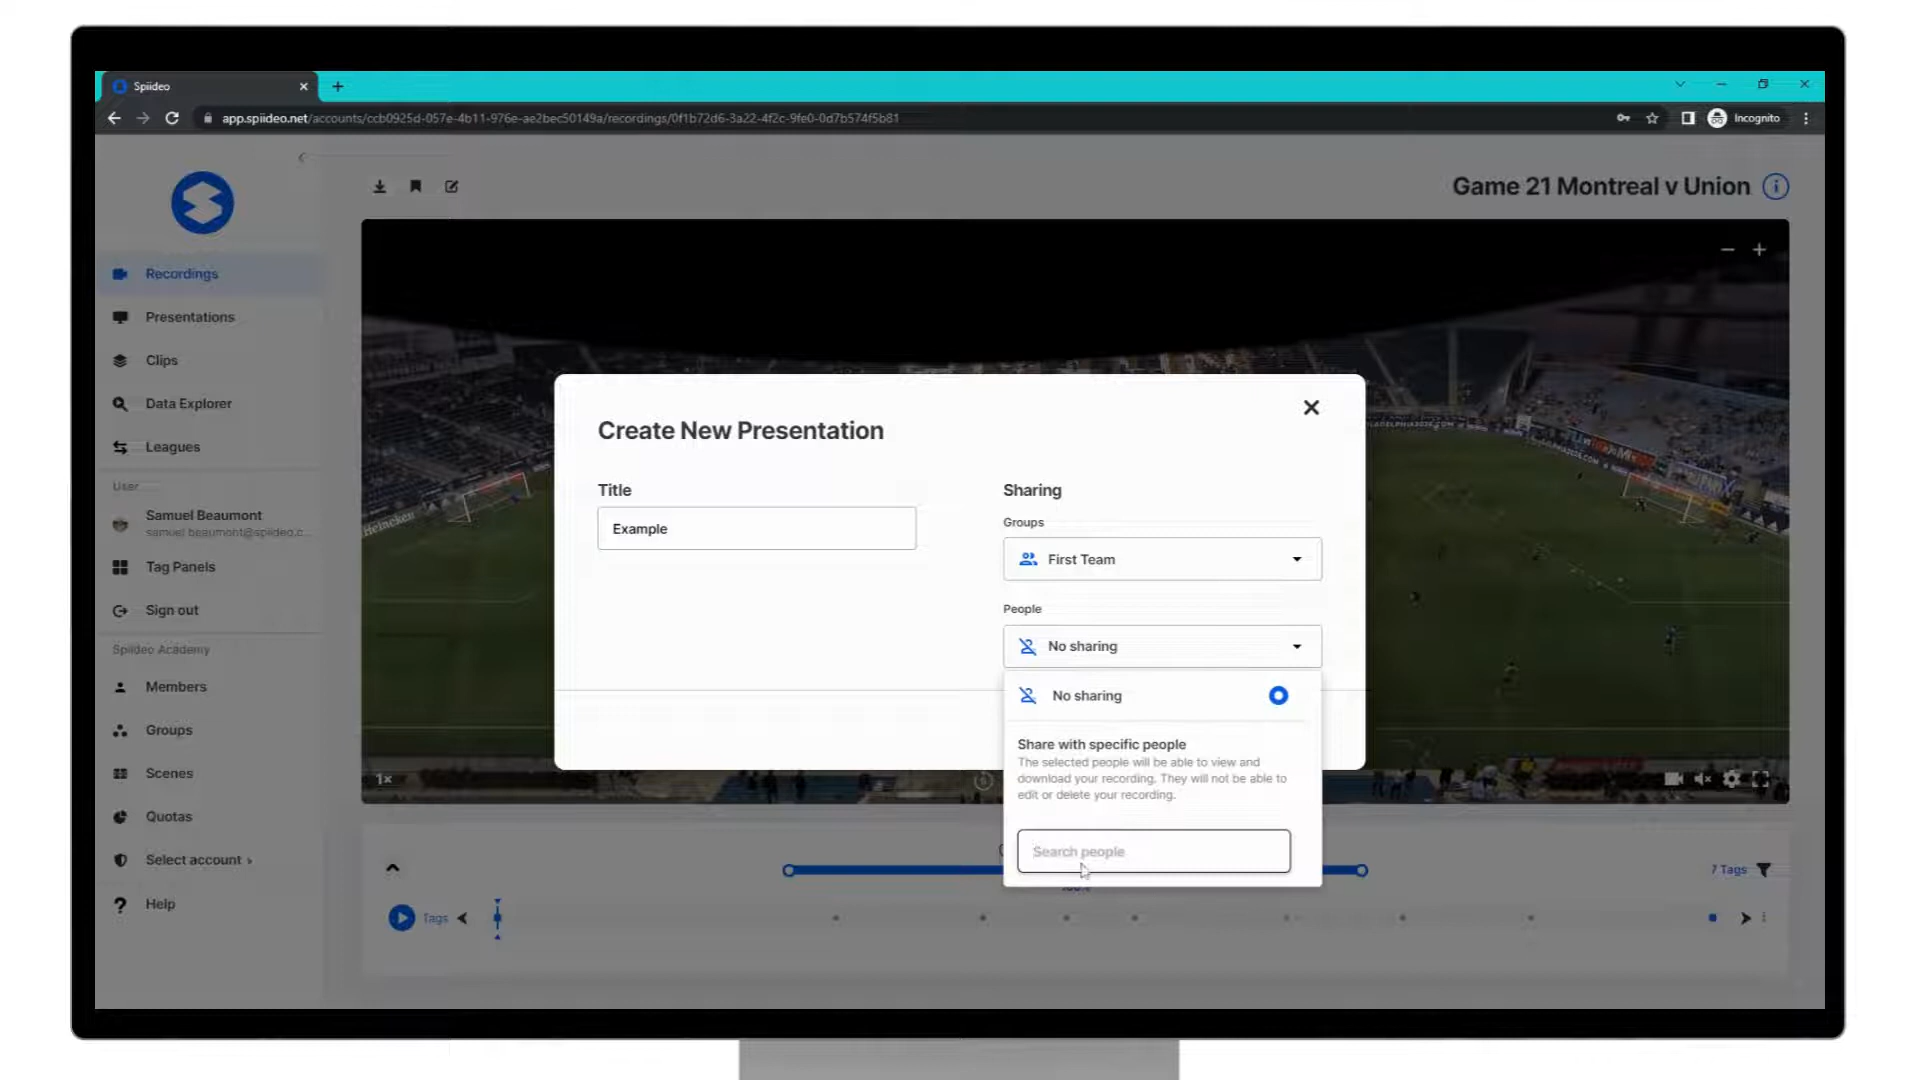 Spiideo
app.spiideo.net/accounts/ccb0925d-057e-4b11-976e-ae2bec50149a/recordings/0f1b72d6-3a22-4f2c-9fe0-0d7b574f5b81
Incognito
Game 21 Montreal v Union
Recordings
Presentations
Clips
Data Explorer
Leagues
User
Samuel Beaumont
samuel.beaumont@spiideo.c...
Tag Panels
Sign out
Spiideo Academy
Members
Groups
Scenes
Quotas
Select account
Help
Heineken
Create New Presentation
Title
Example
Sharing
Groups
First Team
People
No sharing
No sharing
Share with specific people
The selected people will be able to view and
download your recording. They will not be able to
edit or delete your recording.
Search people
1x
7 Tags
Tags